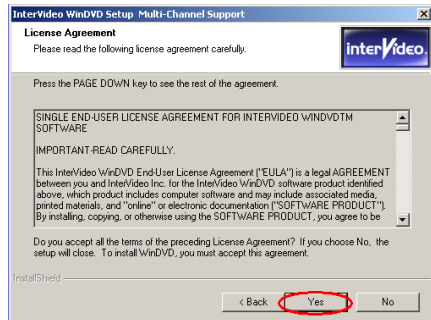 InterVideo WinDVD Setup  Multi-Channel Support
License Agreement
Please read the following license agreement carefully.
interVideo.
Press the PAGE DOWN key to see the rest of the agreement.
SINGLE END-USER LICENSE AGREEMENT FOR INTERVIDEO WINDVDTM
SOFTWARE
IMPORTANT-READ CAREFULLY.
This InterVideo WinDVD End-User License Agreement ("EULA") is a legal AGREEMENT
between you and InterVideo Inc. for the InterVideo WinDVD software product identified
above, which product includes computer software and may include associated media,
printed materials, and "online" or electronic documentation ("SOFTWARE PRODUCT").
By installing, copying, or otherwise using the SOFTWARE PRODUCT, you agree to be
Do you accept all the terms of the preceding License Agreement?  If you choose No,  the
setup will close.  To install WinDVD, you must accept this agreement.
InstallShield
< Back
Yes
No